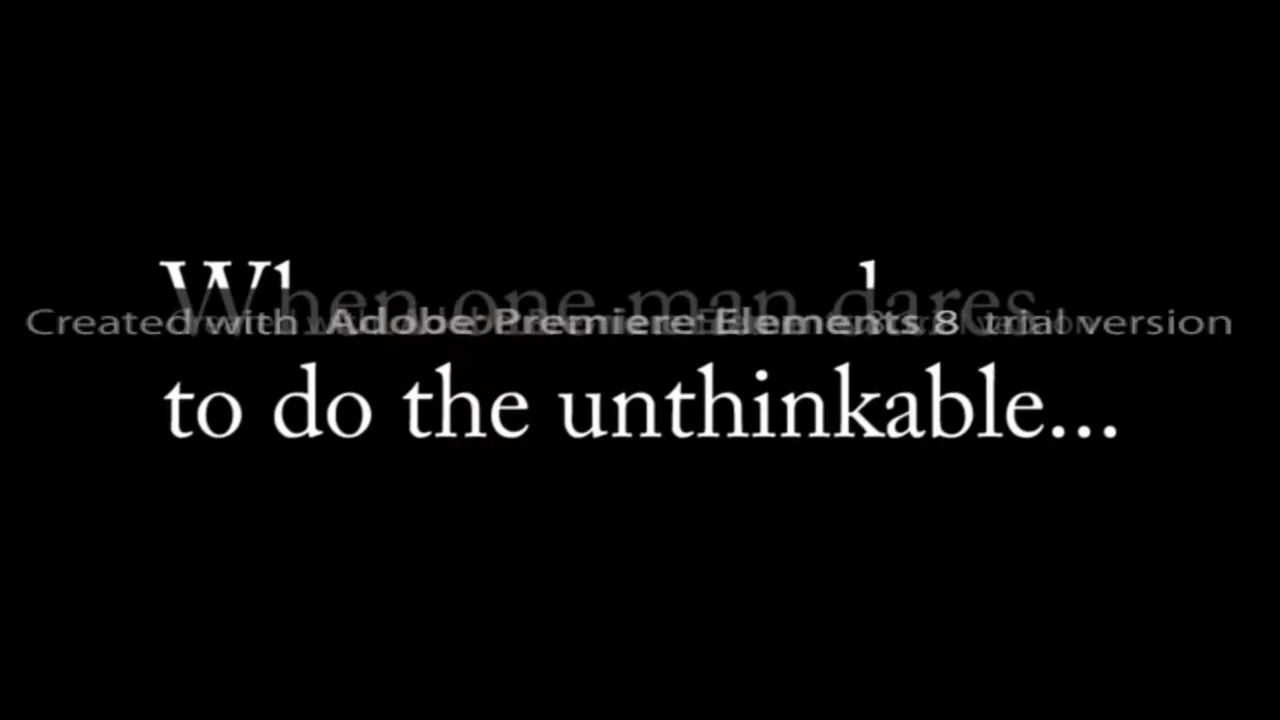 When one man dares
Created with Adobe Premiere Elements 8 trial version
to do the unthinkable...